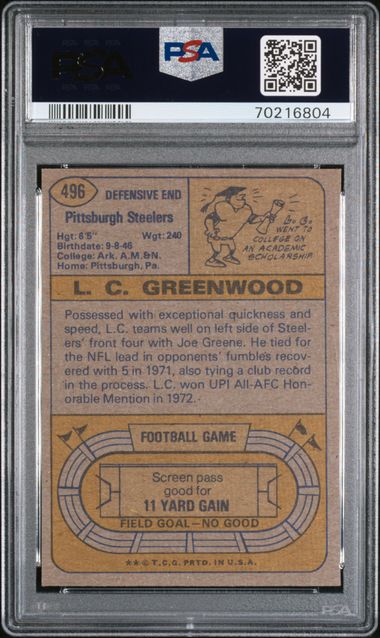 PSA
PSA
70216804
496
DEFENSIVE END
Pittsburgh Steelers
Hgt: 6'5" Wgt: 240
Birthdate: 9-8-46
College: Ark. A.M.&N.
Home: Pittsburgh, Pa.
L. C. WENT TO
COLLEGE ON
AN ACADEMIC
SCHOLARSHIP.
L. C. GREENWOOD
Possessed with exceptional quickness and
speed, L.C. teams well on left side of Steel-
ers' front four with Joe Greene. He tied for
the NFL lead in opponents' fumbles recov-
ered with 5 in 1971, also tying a club record
in the process. L.C. won UPI All-AFC Hon-
orable Mention in 1972.
FOOTBALL GAME
Screen pass
good for
11 YARD GAIN
FIELD GOAL—NO GOOD
** © T.C.G. PRTD. IN U.S.A.
PSA